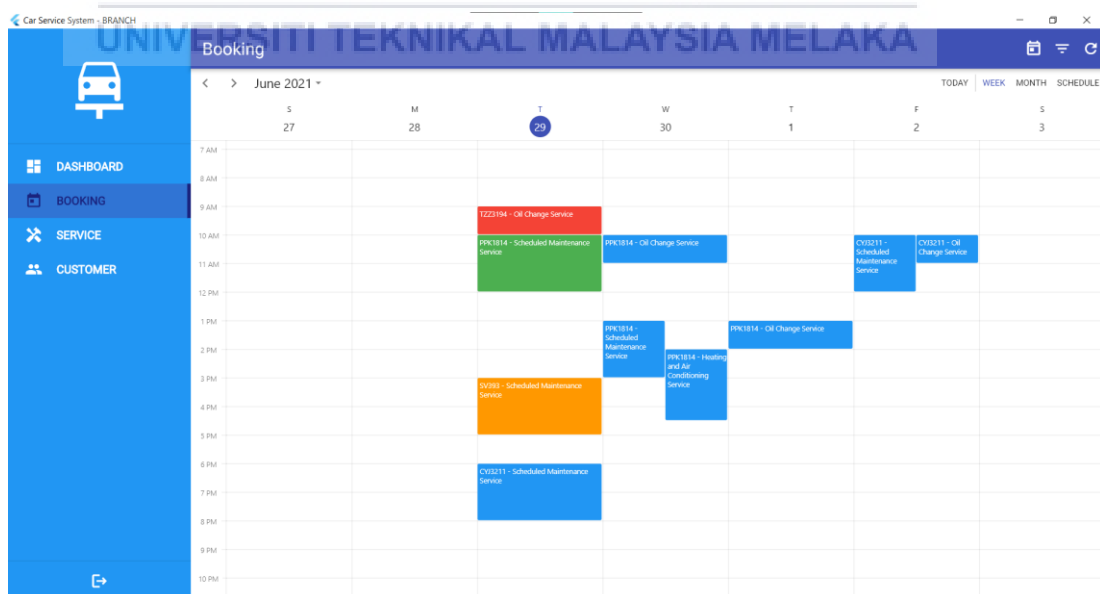 Car Service System - BRANCH
UNIVERSITI TEKNIKAL MALAYSIA MELAKA
Booking
June 2021
TODAY WEEK MONTH SCHEDULE
S M T W T F S
27 28 29 30 1 2 3
DASHBOARD
BOOKING
SERVICE
CUSTOMER
7 AM
8 AM
9 AM
TZZ3194 - Oil Change Service
10 AM
PPK1814 - Scheduled Maintenance
Service
PPK1814 - Oil Change Service
CYJ3211 -
Scheduled
Maintenance
Service
CYJ3211 - Oil
Change Service
11 AM
12 PM
1 PM
PPK1814 -
Scheduled
Maintenance
Service
PPK1814 - Oil Change Service
2 PM
PPK1814 - Heating
and Air
Conditioning
Service
3 PM
SV393 - Scheduled Maintenance
Service
4 PM
5 PM
6 PM
CYJ3211 - Scheduled Maintenance
Service
7 PM
8 PM
9 PM
10 PM